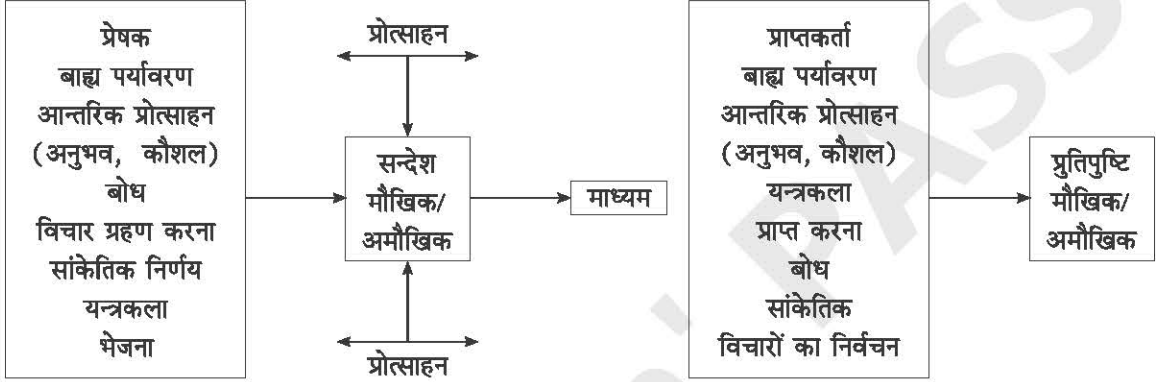 प्रेषक
बाह्य पर्यावरण
आन्तरिक प्रोत्साहन
(अनुभव, कौशल)
बोध
विचार ग्रहण करना
सांकेतिक निर्णय
यन्त्रकला
भेजना
प्रोत्साहन
सन्देश
मौखिक/
अमौखिक
प्रोत्साहन
माध्यम
प्राप्तकर्ता
बाह्य पर्यावरण
आन्तरिक प्रोत्साहन
(अनुभव, कौशल)
यन्त्रकला
प्राप्त करना
बोध
सांकेतिक
विचारों का निर्वचन
प्रुतिपुष्टि
मौखिक/
अमौखिक
' PASS